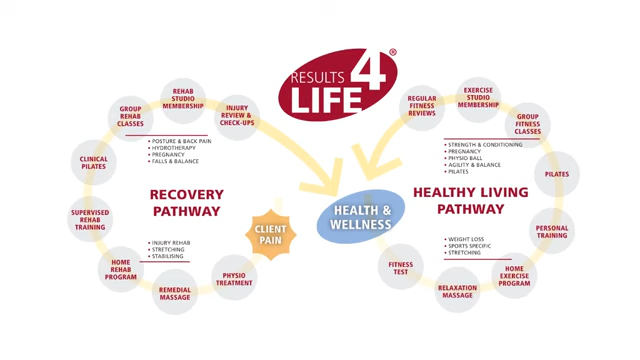 RESULTS 4 ®
LIFE
REHAB
STUDIO
MEMBERSHIP
INJURY
REVIEW &
CHECK-UPS
GROUP
REHAB
CLASSES
• POSTURE & BACK PAIN
• HYDROTHERAPY
• PREGNANCY
• FALLS & BALANCE
CLINICAL
PILATES
RECOVERY
PATHWAY
SUPERVISED
REHAB
TRAINING
CLIENT
PAIN
• INJURY REHAB
• STRETCHING
• STABILISING
HOME
REHAB
PROGRAM
REMEDIAL
MASSAGE
PHYSIO
TREATMENT
HEALTH &
WELLNESS
REGULAR
FITNESS
REVIEWS
EXERCISE
STUDIO
MEMBERSHIP
GROUP
FITNESS
CLASSES
• STRENGTH & CONDITIONING
• PREGNANCY
• PHYSIO BALL
• AGILITY & BALANCE
• PILATES
PILATES
HEALTHY LIVING
PATHWAY
PERSONAL
TRAINING
• WEIGHT LOSS
• SPORTS SPECIFIC
• STRETCHING
FITNESS
TEST
RELAXATION
MASSAGE
HOME
EXERCISE
PROGRAM